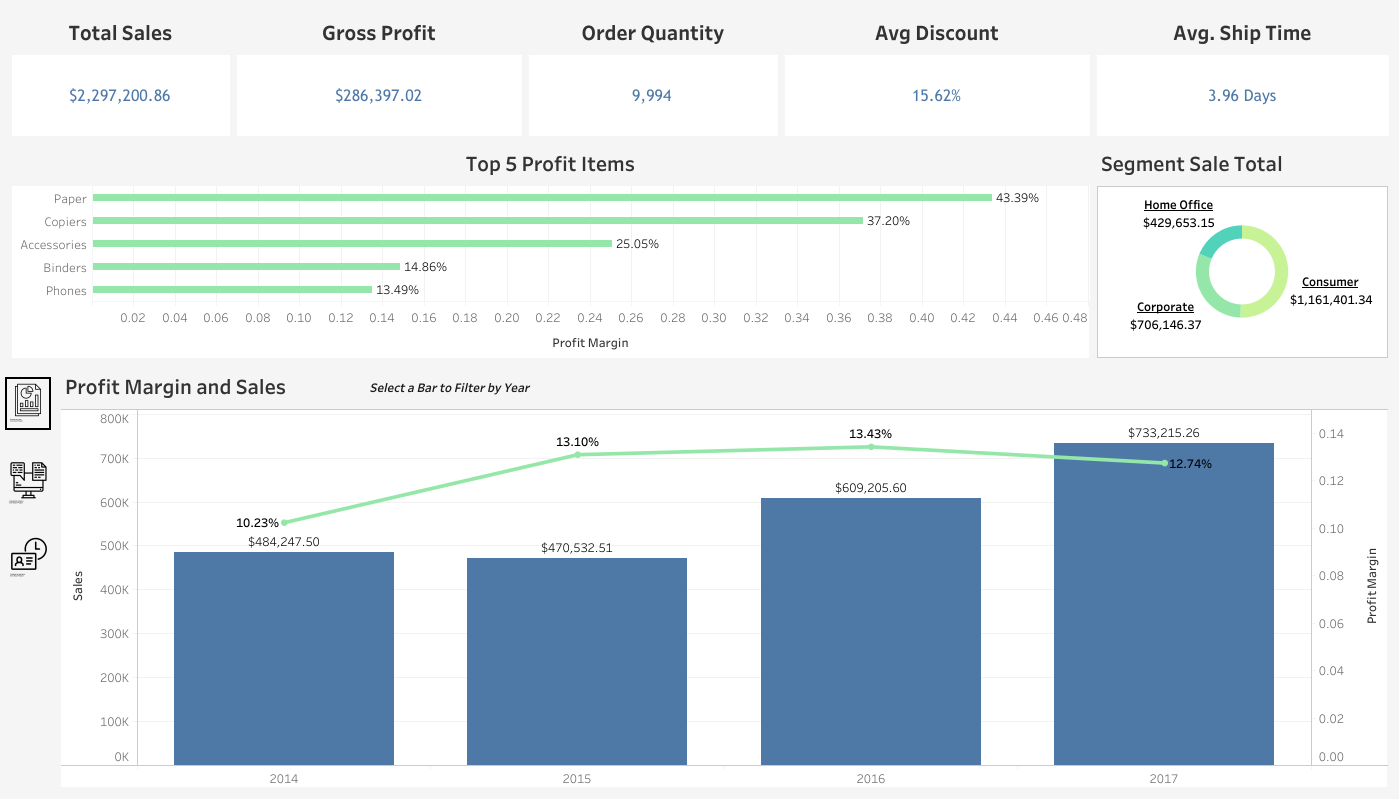 Total Sales
Gross Profit
Order Quantity
Avg Discount
Avg. Ship Time
$2,297,200.86
$286,397.02
9,994
15.62%
3.96 Days
Top 5 Profit Items
Paper
43.39%
Copiers
37.20%
Accessories
25.05%
Binders
14.86%
Phones
13.49%
0.02 0.04 0.06 0.08 0.10 0.12 0.14 0.16 0.18 0.20 0.22 0.24 0.26 0.28 0.30 0.32 0.34 0.36 0.38 0.40 0.42 0.44 0.46 0.48
Profit Margin
Segment Sale Total
Home Office
$429,653.15
Consumer
$1,161,401.34
Corporate
$706,146.37
Profit Margin and Sales
Select a Bar to Filter by Year
Sales
800K
700K
600K
500K
400K
300K
200K
100K
0K
10.23%
$484,247.50
13.10%
$470,532.51
13.43%
$609,205.60
$733,215.26
12.74%
0.14
0.12
0.10
0.08
0.06
0.04
0.02
0.00
Profit Margin
2014
2015
2016
2017